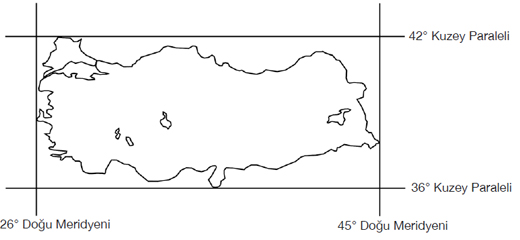 42° Kuzey Paraleli
36° Kuzey Paraleli
26° Doğu Meridyeni
45° Doğu Meridyeni